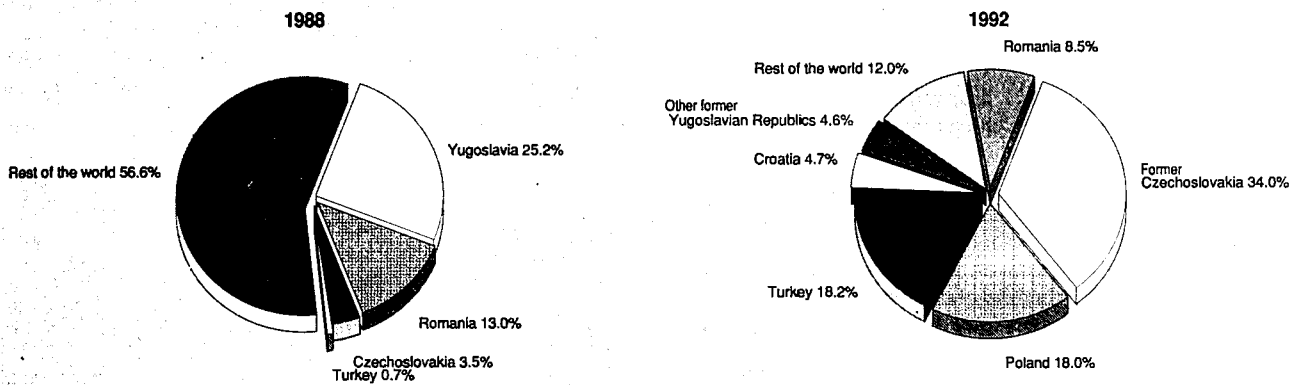 1988
Yugoslavia 25.2%
Rest of the world 56.6%
Romania 13.0%
Czechoslovakia 3.5%
Turkey 0.7%
1992
Romania 8.5%
Rest of the world 12.0%
Other former
Yugoslavian Republics 4.6%
Croatia 4.7%
Former
Czechoslovakia 34.0%
Turkey 18.2%
Poland 18.0%